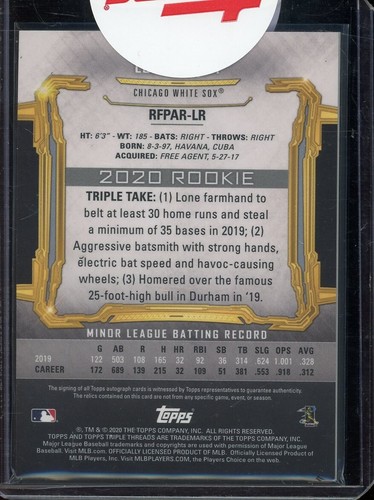 CHICAGO WHITE SOX®
RFPAR-LR
HT: 6'3" • WT: 185 • BATS: RIGHT • THROWS: RIGHT
BORN: 8-3-97, HAVANA, CUBA
ACQUIRED: FREE AGENT, 5-27-17
2020 ROOKIE
TRIPLE TAKE: (1) Lone farmhand to
belt at least 30 home runs and steal
a minimum of 35 bases in 2019; (2)
Aggressive batsmith with strong hands,
electric bat speed and havoc-causing
wheels; (3) Homered over the famous
25-foot-high bull in Durham in '19.
MINOR LEAGUE BATTING RECORD
G AB R H HR RBI SB TB SLG OPS AVG
2019 122 503 108 165 32 92 36 314 .624 1.001 .328
CAREER 172 689 139 215 32 109 51 381 .553 .918 .312
The signing of all Topps autograph cards is witnessed by Topps representatives to guarantee authenticity.
The relics contained on this card are not from any specific game, event, or season.
Topps
®, TM & © 2020 THE TOPPS COMPANY, INC. ALL RIGHTS RESERVED.
TOPPS AND TOPPS TRIPLE THREADS ARE TRADEMARKS OF THE TOPPS COMPANY, INC.
Major League Baseball trademarks and copyrights are used with permission of Major League
Baseball. Visit MLB.com. OFFICIALLY LICENSED PRODUCT OF MLB. Officially Licensed Product of
MLB Players, Inc. Visit MLBPLAYERS.COM, the Players Choice on the web.